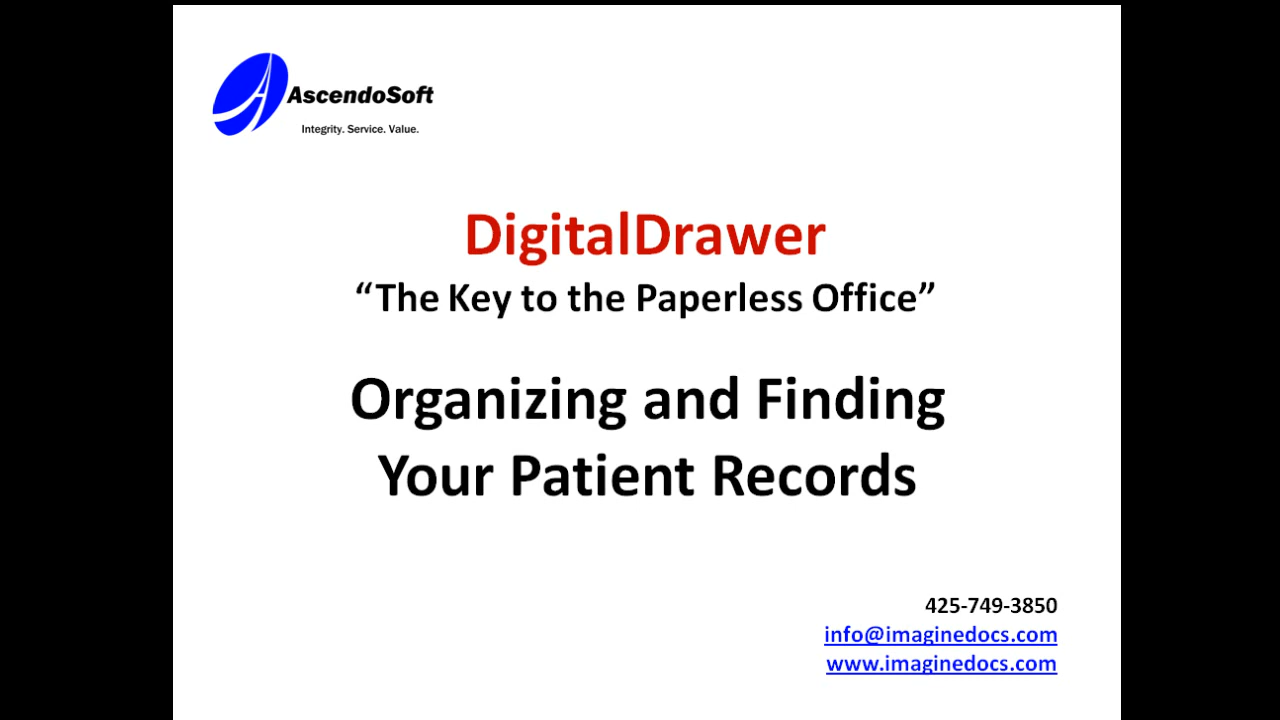 AscendoSoft
Integrity. Service. Value.
DigitalDrawer
“The Key to the Paperless Office”
Organizing and Finding
Your Patient Records
425-749-3850
info@imaginedocs.com
www.imaginedocs.com